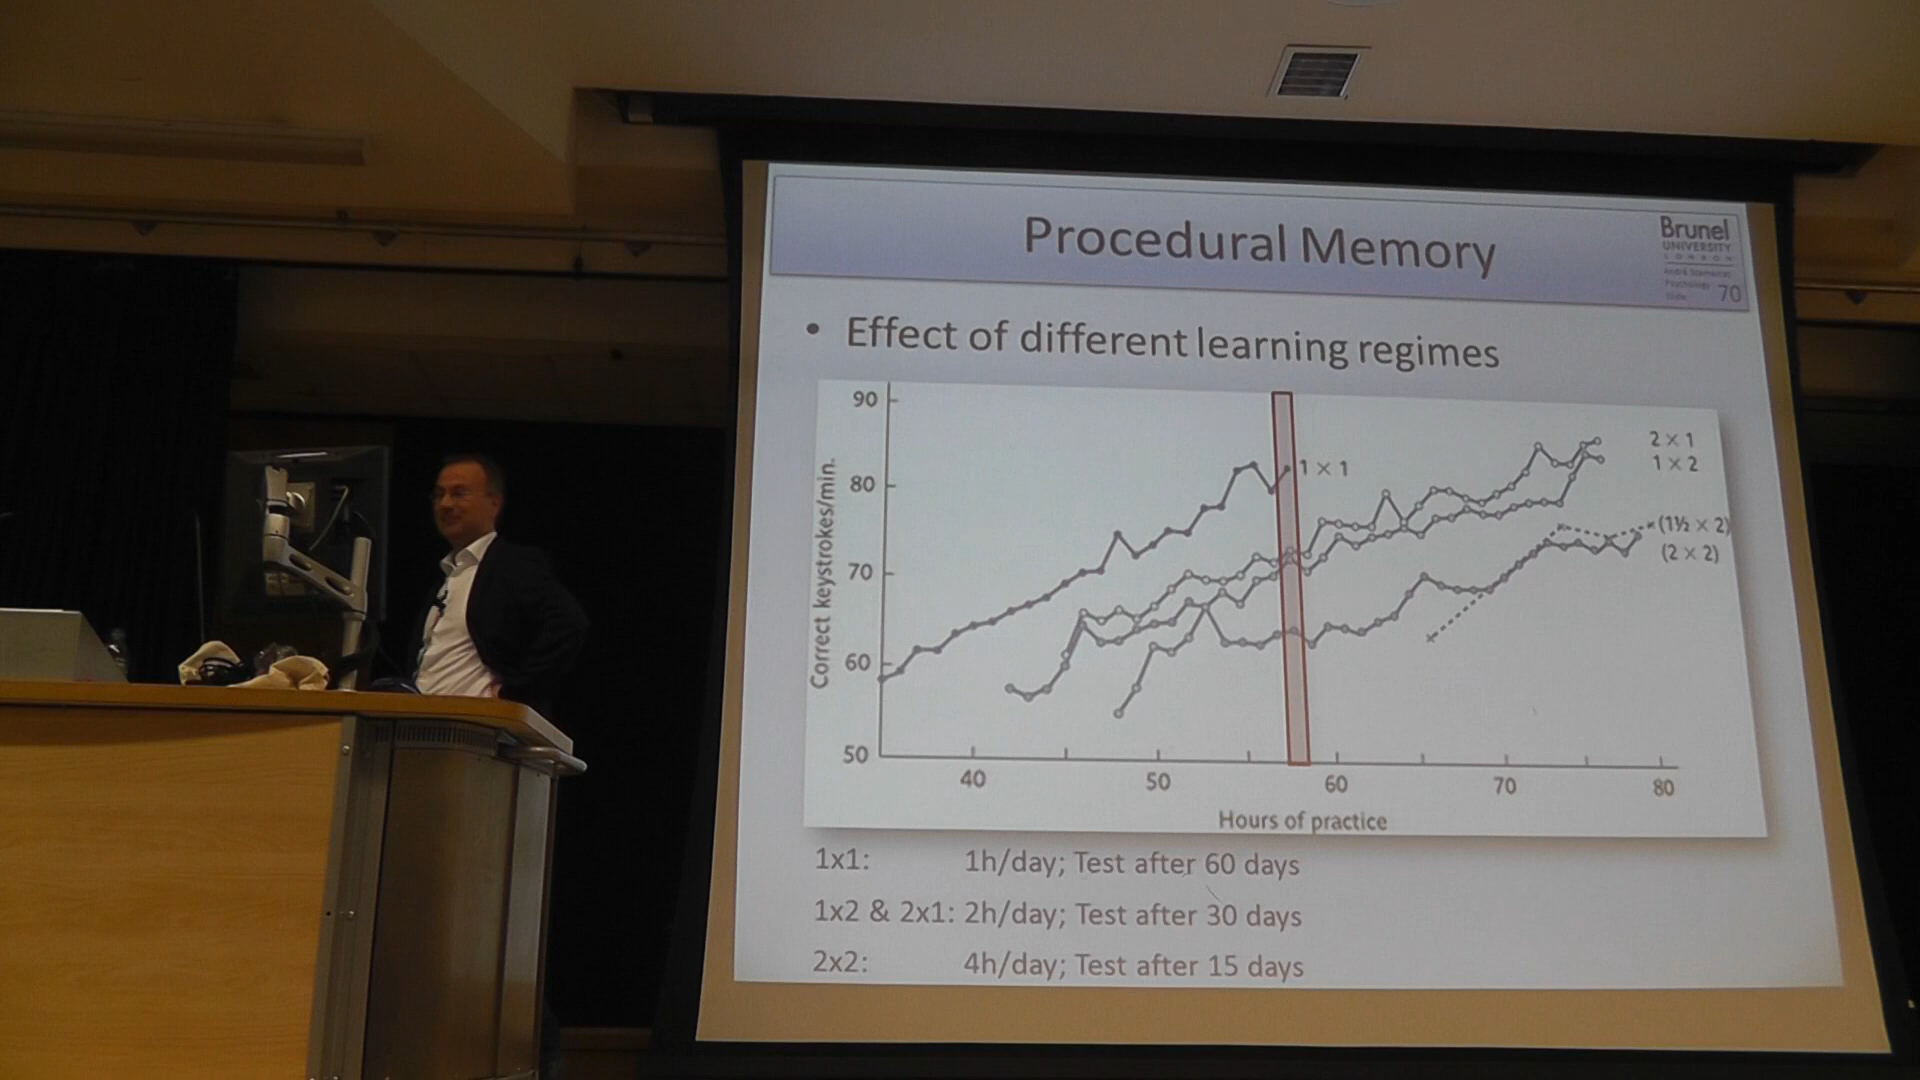 Procedural Memory
Brunel
UNIVERSITY
LONDON
Psychology
Slide 70
• Effect of different learning regimes
90
80
70
60
50
Correct keystrokes/min.
1 × 1
2 × 1
1 × 2
(1½ × 2)
(2 × 2)
40 50 60 70 80
Hours of practice
1x1: 1h/day; Test after 60 days
1x2 & 2x1: 2h/day; Test after 30 days
2x2: 4h/day; Test after 15 days